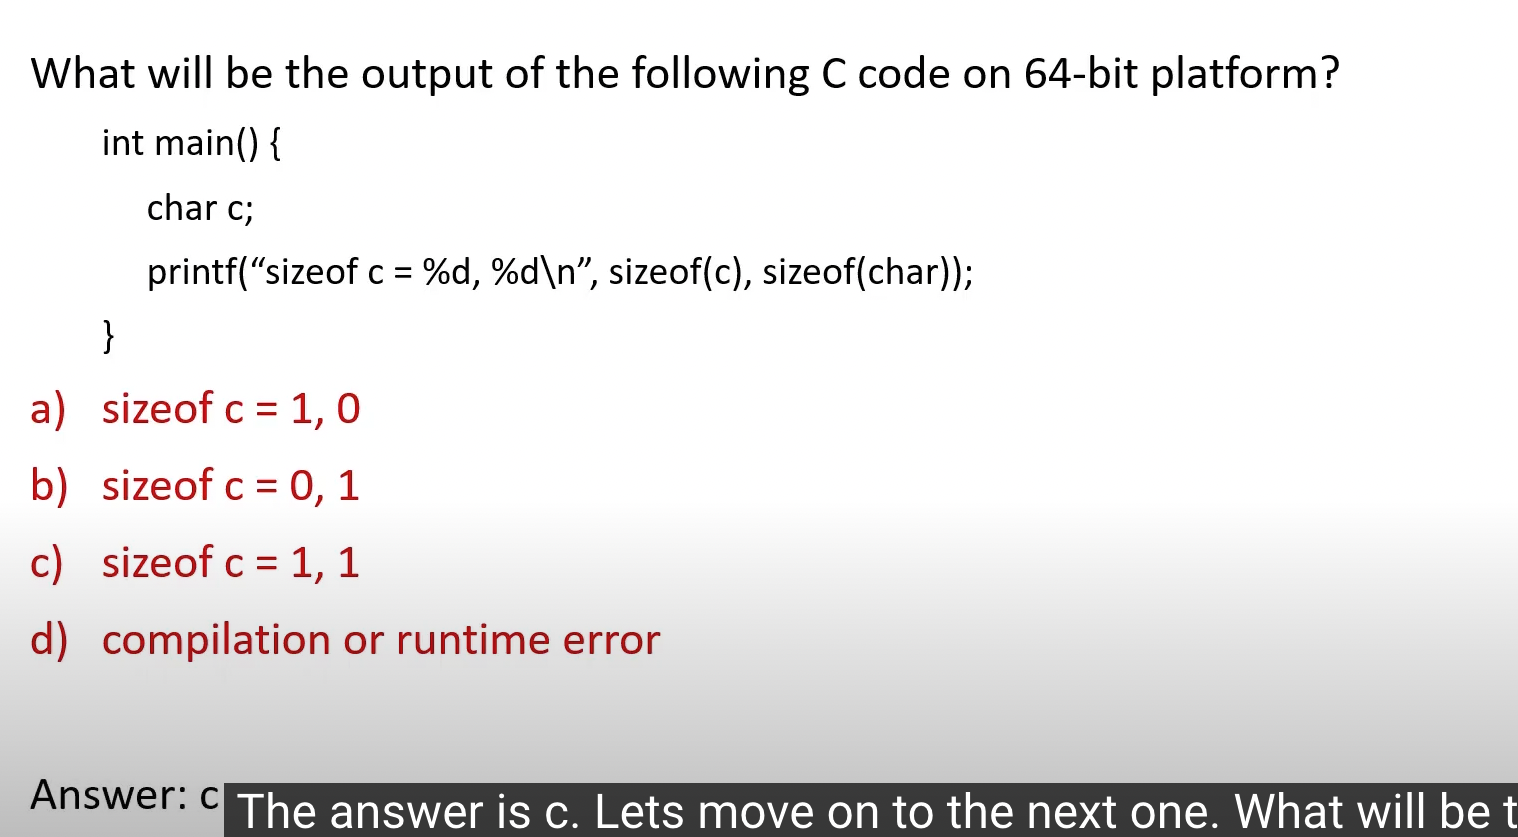 What will be the output of the following C code on 64-bit platform?
int main() {
char c;
printf(“sizeof c = %d, %d\n”, sizeof(c), sizeof(char));
}
a) sizeof c = 1, 0
b) sizeof c = 0, 1
c) sizeof c = 1, 1
d) compilation or runtime error
Answer: c
The answer is c. Lets move on to the next one. What will be t